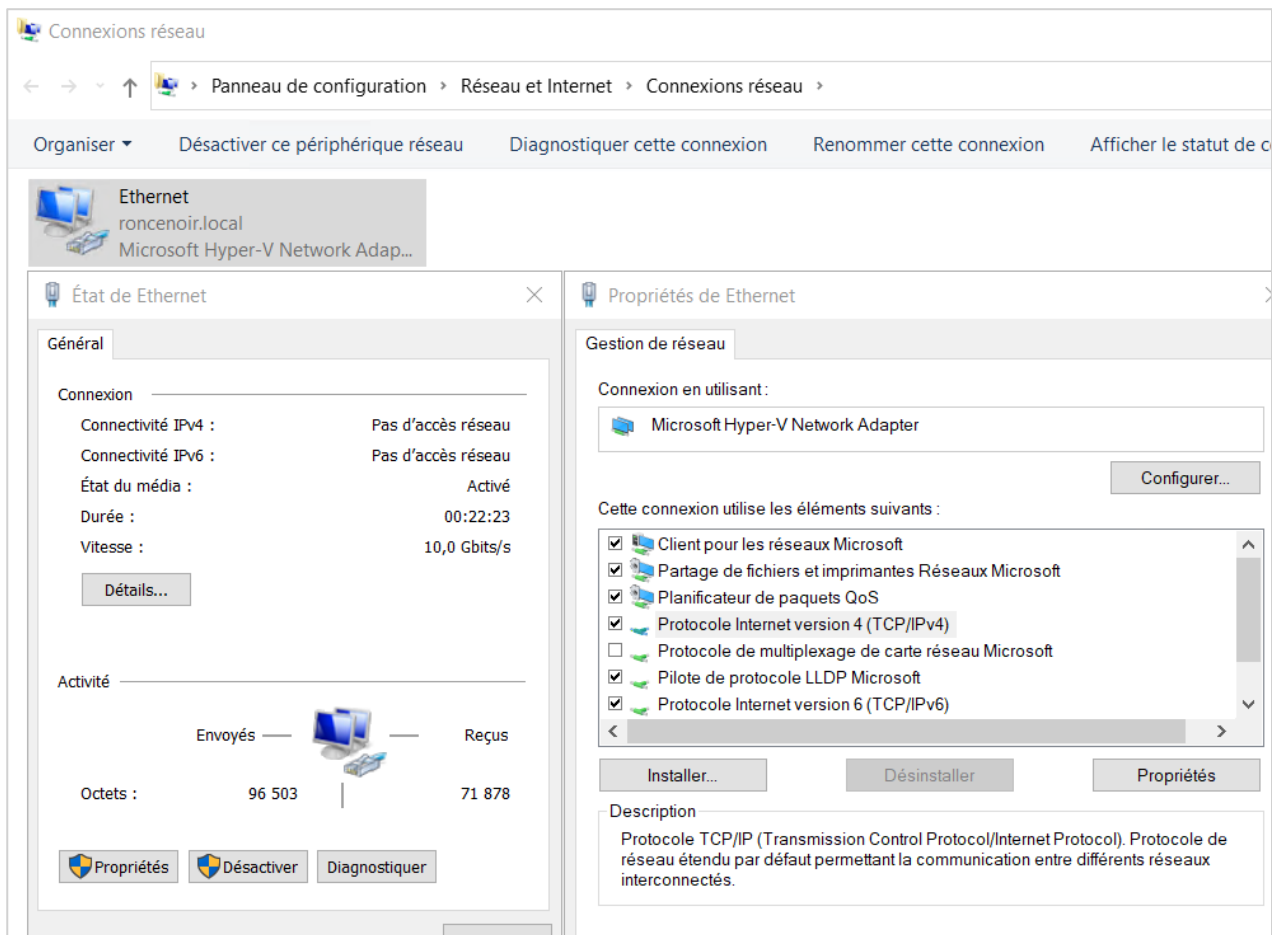 Connexions réseau
Panneau de configuration › Réseau et Internet › Connexions réseau ›
Organiser Désactiver ce périphérique réseau Diagnostiquer cette connexion Renommer cette connexion Afficher le statut de c
Ethernet
roncenoir.local
Microsoft Hyper-V Network Adap...
État de Ethernet
Général
Connexion
Connectivité IPv4 : Pas d'accès réseau
Connectivité IPv6 : Pas d'accès réseau
État du média : Activé
Durée : 00:22:23
Vitesse : 10,0 Gbits/s
Détails...
Activité
Envoyés Reçus
Octets : 96 503 71 878
Propriétés Désactiver Diagnostiquer
Propriétés de Ethernet
Gestion de réseau
Connexion en utilisant :
Microsoft Hyper-V Network Adapter
Configurer...
Cette connexion utilise les éléments suivants :
Client pour les réseaux Microsoft
Partage de fichiers et imprimantes Réseaux Microsoft
Planificateur de paquets QoS
Protocole Internet version 4 (TCP/IPv4)
Protocole de multiplexage de carte réseau Microsoft
Pilote de protocole LLDP Microsoft
Protocole Internet version 6 (TCP/IPv6)
Installer... Désinstaller Propriétés
Description
Protocole TCP/IP (Transmission Control Protocol/Internet Protocol). Protocole de
réseau étendu par défaut permettant la communication entre différents réseaux
interconnectés.